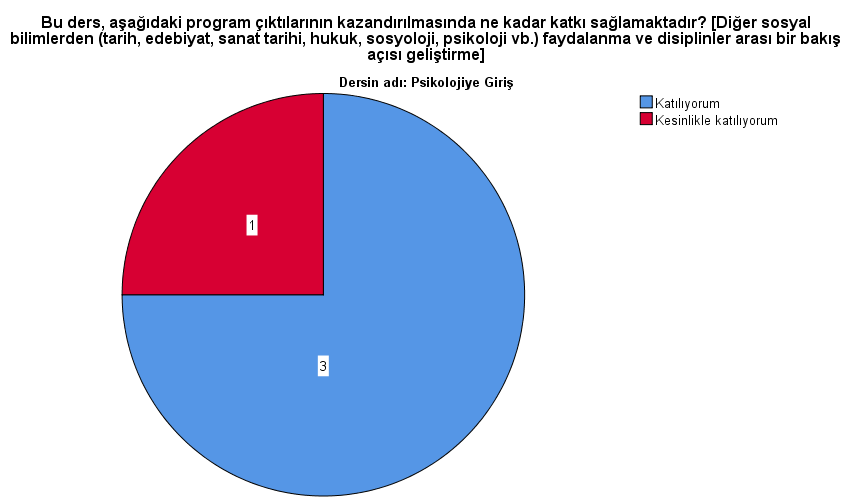 Bu ders, aşağıdaki program çıktılarının kazandırılmasında ne kadar katkı sağlamaktadır? [Diğer sosyal
bilimlerden (tarih, edebiyat, sanat tarihi, hukuk, sosyoloji, psikoloji vb.) faydalanma ve disiplinler arası bir bakış
açısı geliştirme]
Dersin adı: Psikolojiye Giriş
Katılıyorum
Kesinlikle katılıyorum
1
3